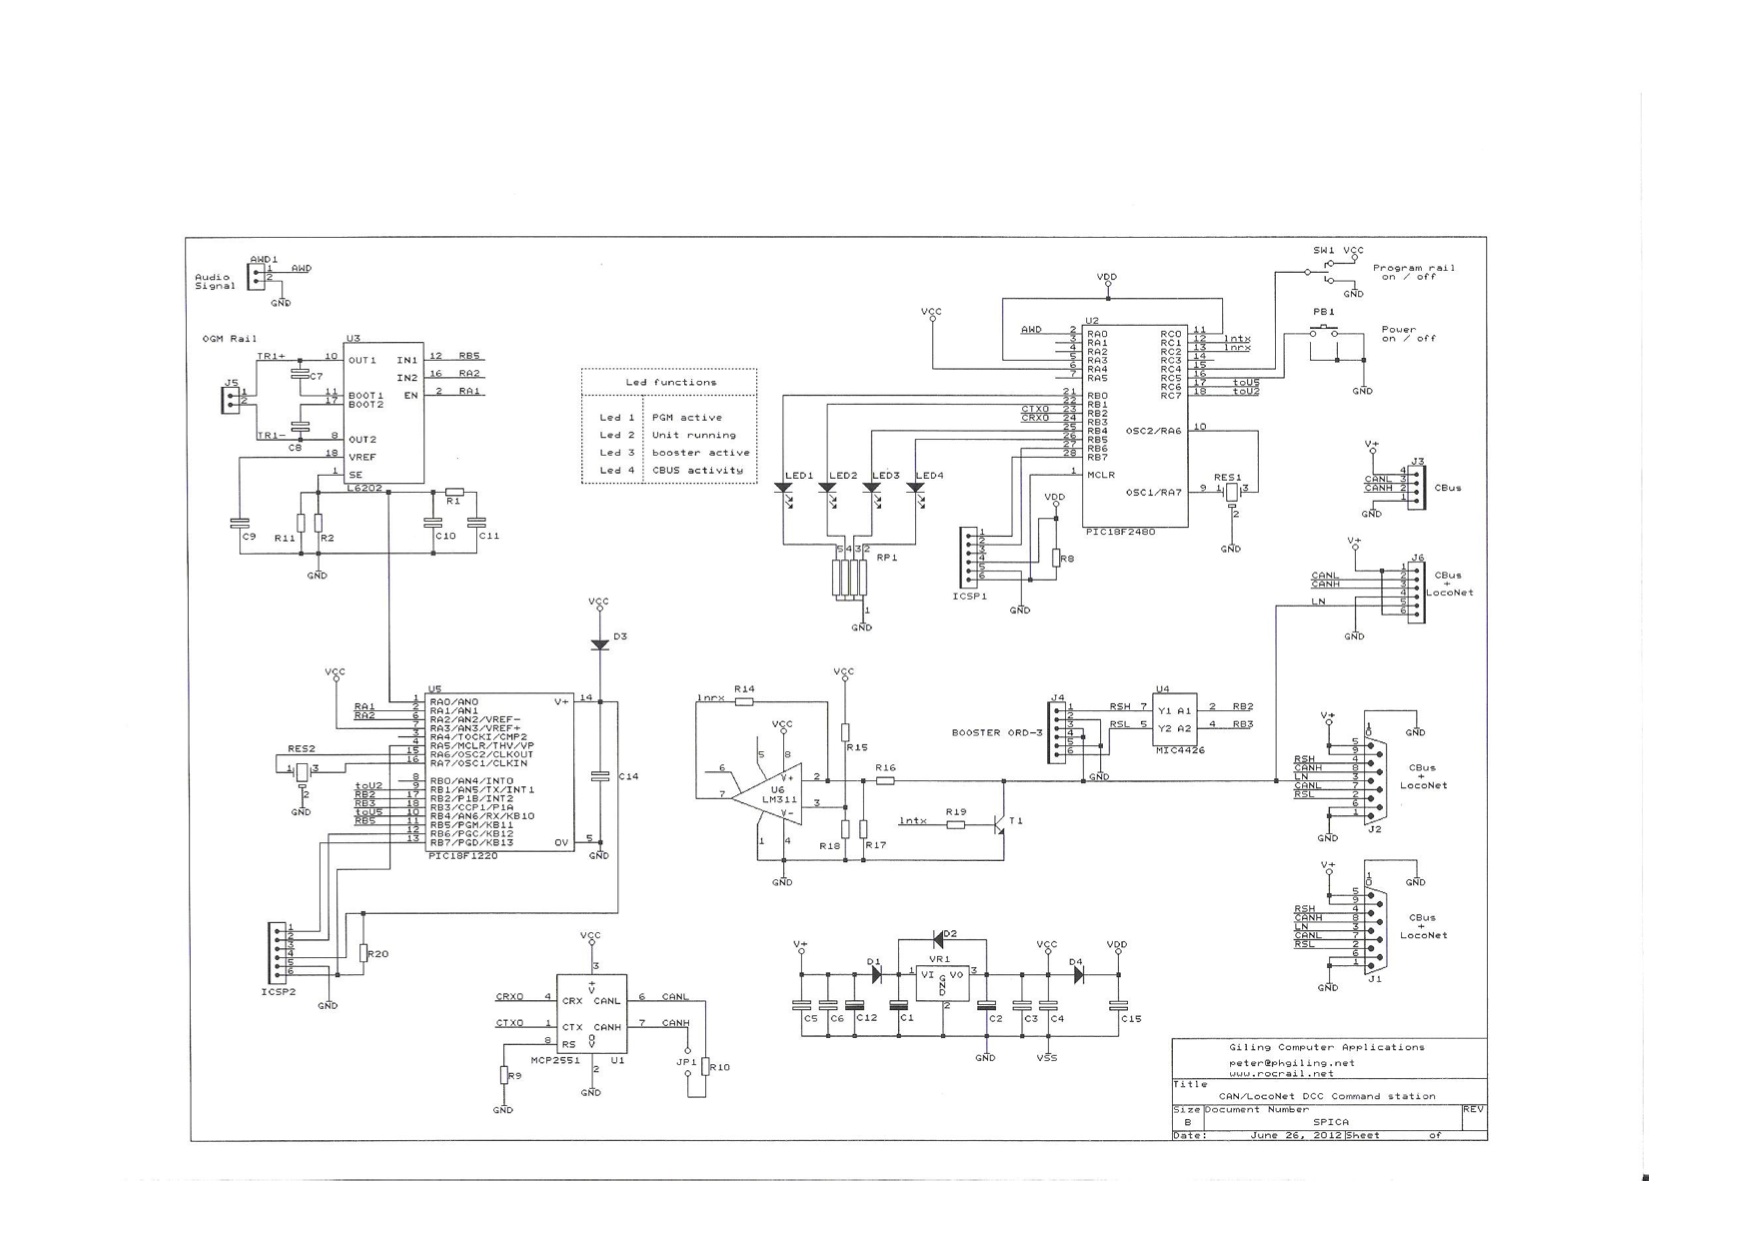 AWD1
Audio
Signal
1
AWD
2
GND
OGM Rail
U3
TR1+
10
OUT1
IN1
12
RB5
C7
IN2
16
RA2
J5
1
2
11
BOOT1
EN
2
RA1
17
BOOT2
TR1-
C8
8
OUT2
18
VREF
1
SE
L6202
R1
C9
R11
R2
C10
C11
GND
Led functions
Led 1 PGM active
Led 2 Unit running
Led 3 booster active
Led 4 CBUS activity
VDD
VCC
U2
AWD
2 RA0
3 RA1
4 RA2
5 RA3
6 RA4
7 RA5
21 RB0
22 RB1
CTXO 23 RB2
CRXO 24 RB3
25 RB4
26 RB5
27 RB6
28 RB7
1 MCLR
RC0 11
RC1 12 lntx
RC2 13 lnrx
RC3 14
RC4 15
RC5 16
RC6 17 toU5
RC7 18 toU2
OSC2/RA6 10
OSC1/RA7 9
PIC18F2480
RES1
1 3
2
GND
SW1 VCC
Program rail
on / off
GND
PB1
Power
on / off
GND
LED1 LED2 LED3 LED4
5 4 3 2
RP1
1
GND
ICSP1
1
2
3
4
5
6
VDD
R8
GND
V+
J3
4
CANL 3
CANH 2
1
CBus
GND
V+
J6
1
CANL 2
CANH 3
4
LN 5
6
CBus
+
LocoNet
GND
VCC
D3
VCC
U5
1 RA0/AN0
RA1 2 RA1/AN1
RA2 6 RA2/AN2/VREF-
7 RA3/AN3/VREF+
3 RA4/TOCKI/CMP2
4 RA5/MCLR/THV/VP
15 RA6/OSC2/CLKOUT
16 RA7/OSC1/CLKIN
8 RB0/AN4/INT0
toU2 9 RB1/AN5/TX/INT1
RB2 17 RB2/P1B/INT2
RB3 18 RB3/CCP1/P1A
toU5 10 RB4/AN6/RX/KB10
RB5 11 RB5/PGM/KB11
12 RB6/PGC/KB12
13 RB7/PGD/KB13
V+ 14
0V 5
PIC18F1220
RES2
1 3
2
GND
C14
GND
ICSP2
1
2
3
4
5
6
R20
GND
VCC
lnrx
R14
VCC
8
5
6
7
U6
LM311
V+
V-
2
3
1
4
R15
R16
R18
R17
GND
lntx
R19
T1
J4
BOOSTER ORD-3
1
2
3
4
5
6
GND
U4
RSH 7 Y1 A1 2 RB2
RSL 5 Y2 A2 4 RB3
MIC4426
V+
1
0
GND
5
9
RSH 4
CANH 8
LN 3
CANL 7
RSL 2
6
1
CBus
+
LocoNet
GND
J2
V+
1
0
GND
5
9
RSH 4
CANH 8
LN 3
CANL 7
RSL 2
6
1
CBus
+
LocoNet
GND
J1
VCC
3
+
V
CRXO 4 CRX CANL 6 CANL
CTXO 1 CTX CANH 7 CANH
8 RS
0
V
MCP2551
U1
2
GND
R9
GND
JP1
R10
V+
D2
VCC
VDD
D1
VR1
1 VI
G
N
D
VO 3
2
D4
C5
C6
C12
C1
C2
C3
C4
C15
GND
VSS
Giling Computer Applications
peter@phgiling.net
www.rocrail.net
Title
CAN/LocoNet DCC Command station
Size Document Number REV
B SPICA
Date: June 26, 2012 Sheet of